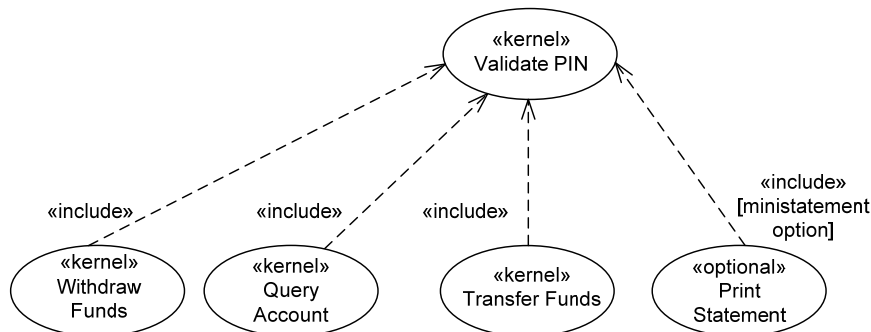 «kernel»
Validate PIN
«include»
«include»
«include»
«include»
[ministatement
option]
«kernel»
Withdraw
Funds
«kernel»
Query
Account
«kernel»
Transfer Funds
«optional»
Print
Statement